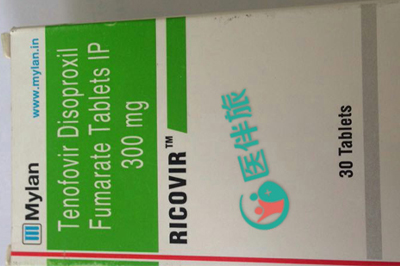 Mylan
www.mylan.in
Tenofovir Disoproxil
Fumarate Tablets IP
300 mg
RICOVIR™
医伴旅
30 Tablets